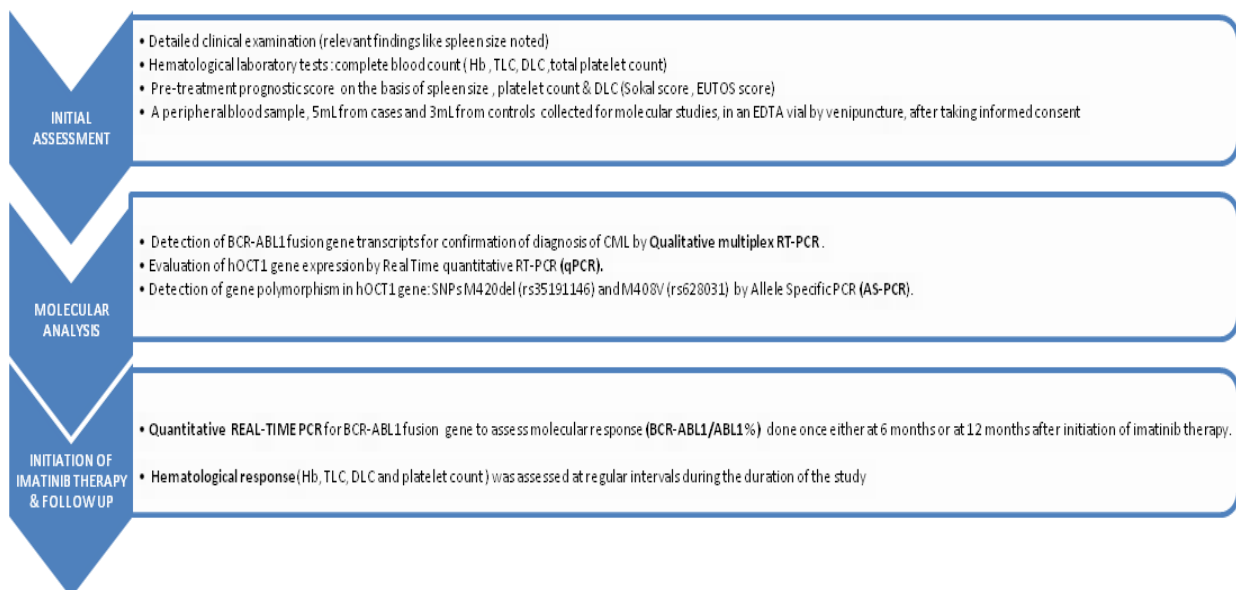 • Detailed clinical examination (relevant findings like spleen size noted)
• Hematological laboratory tests :complete blood count ( Hb , TLC, DLC ,total platelet count)
• Pre-treatment prognostic score on the basis of spleen size , platelet count & DLC (Sokal score , EUTOS score)
• A peripheral blood sample, 5mL from cases and 3mL from controls collected for molecular studies, in an EDTA vial by venipuncture, after taking informed consent
INITIAL
ASSESSMENT
• Detection of BCR-ABL1 fusion gene transcripts for confirmation of diagnosis of CML by Qualitative multiplex RT-PCR .
• Evaluation of hOCT1 gene expression by Real Time quantitative RT-PCR (qPCR).
• Detection of gene polymorphism in hOCT1 gene: SNPs M420del (rs35191146) and M408V (rs628031) by Allele Specific PCR (AS-PCR).
MOLECULAR
ANALYSIS
• Quantitative REAL-TIME PCR for BCR-ABL1 fusion gene to assess molecular response (BCR-ABL1/ABL1%) done once either at 6 months or at 12 months after initiation of imatinib therapy.
• Hematological response (Hb, TLC, DLC and platelet count ) was assessed at regular intervals during the duration of the study
INITIATION OF
IMATINIB THERAPY
& FOLLOW UP